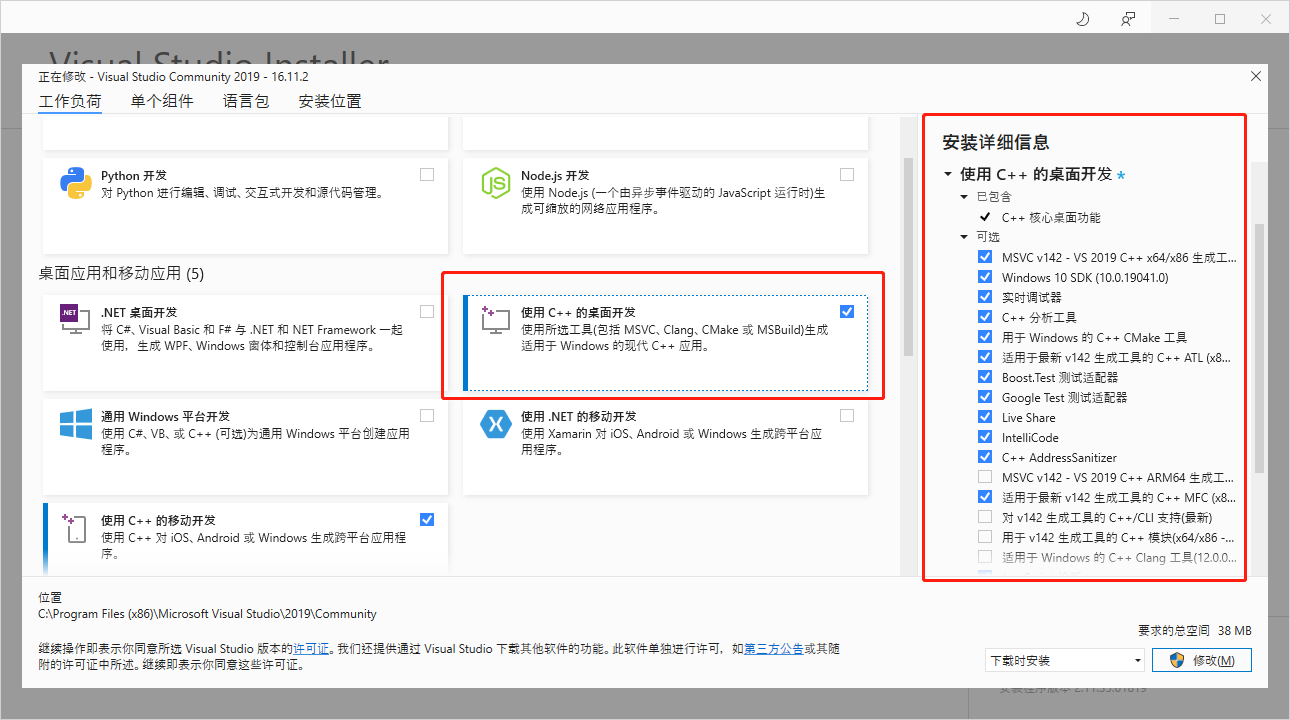 Visual Studio Installer
正在修改 - Visual Studio Community 2019 - 16.11.2
工作负荷 单个组件 语言包 安装位置
Python 开发
对 Python 进行编辑、调试、交互式开发和源代码管理。
Node.js 开发
使用 Node.js (一个由异步事件驱动的 JavaScript 运行时)生
成可缩放的网络应用程序。
桌面应用和移动应用 (5)
.NET
.NET 桌面开发
将 C#、Visual Basic 和 F# 与 .NET 和 NET Framework 一起
使用，生成 WPF、Windows 窗体和控制台应用程序。
使用 C++ 的桌面开发
使用所选工具(包括 MSVC、Clang、CMake 或 MSBuild)生成
适用于 Windows 的现代 C++ 应用。
通用 Windows 平台开发
使用 C#、VB、或 C++ (可选)为通用 Windows 平台创建应用
程序。
使用 .NET 的移动开发
使用 Xamarin 对 iOS、Android 或 Windows 生成跨平台应
用程序。
使用 C++ 的移动开发
使用 C++ 对 iOS、Android 或 Windows 生成跨平台应用程
序。
安装详细信息
使用 C++ 的桌面开发 *
已包含
C++ 核心桌面功能
可选
MSVC v142 - VS 2019 C++ x64/x86 生成工...
Windows 10 SDK (10.0.19041.0)
实时调试器
C++ 分析工具
用于 Windows 的 C++ CMake 工具
适用于最新 v142 生成工具的 C++ ATL (x8...
Boost.Test 测试适配器
Google Test 测试适配器
Live Share
IntelliCode
C++ AddressSanitizer
MSVC v142 - VS 2019 C++ ARM64 生成工...
适用于最新 v142 生成工具的 C++ MFC (x8...
对 v142 生成工具的 C++/CLI 支持(最新)
用于 v142 生成工具的 C++ 模块(x64/x86 -...
适用于 Windows 的 C++ Clang 工具(12.0.0...
位置
C:\Program Files (x86)\Microsoft Visual Studio\2019\Community
要求的总空间 38 MB
继续操作即表示你同意所选 Visual Studio 版本的许可证。我们还提供通过 Visual Studio 下载其他软件的功能。此软件单独进行许可，如第三方公告或其随
附的许可证中所述。继续即表示你同意这些许可证。
下载时安装
修改(M)